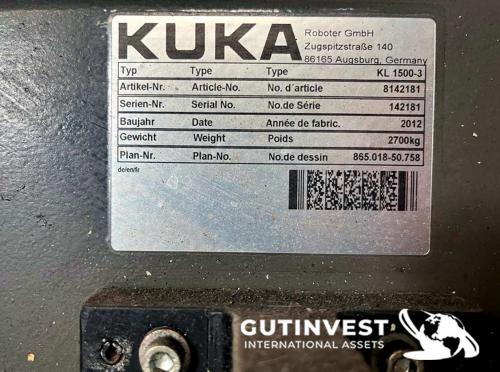 KUKA
Roboter GmbH
Zugspitzstraße 140
86165 Augsburg, Germany
Typ Type Type KL 1500-3
Artikel-Nr. Article-No. No. d´article 8142181
Serien-Nr. Serial No. No.de Série 142181
Baujahr Date Année de fabric. 2012
Gewicht Weight Poids 2700kg
Plan-Nr. Plan-No. No.de dessin 865.018-50.758
de/en/fr
GUTINVEST
INTERNATIONAL ASSETS